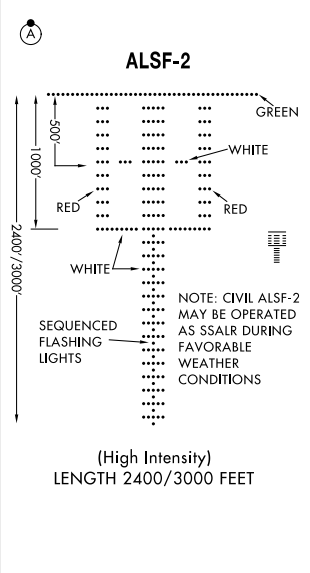 A
ALSF-2
GREEN
500'
1000'
WHITE
RED
RED
2400'/3000'
WHITE
NOTE: CIVIL ALSF-2
MAY BE OPERATED
AS SSALR DURING
FAVORABLE
WEATHER
CONDITIONS
SEQUENCED
FLASHING
LIGHTS
(High Intensity)
LENGTH 2400/3000 FEET